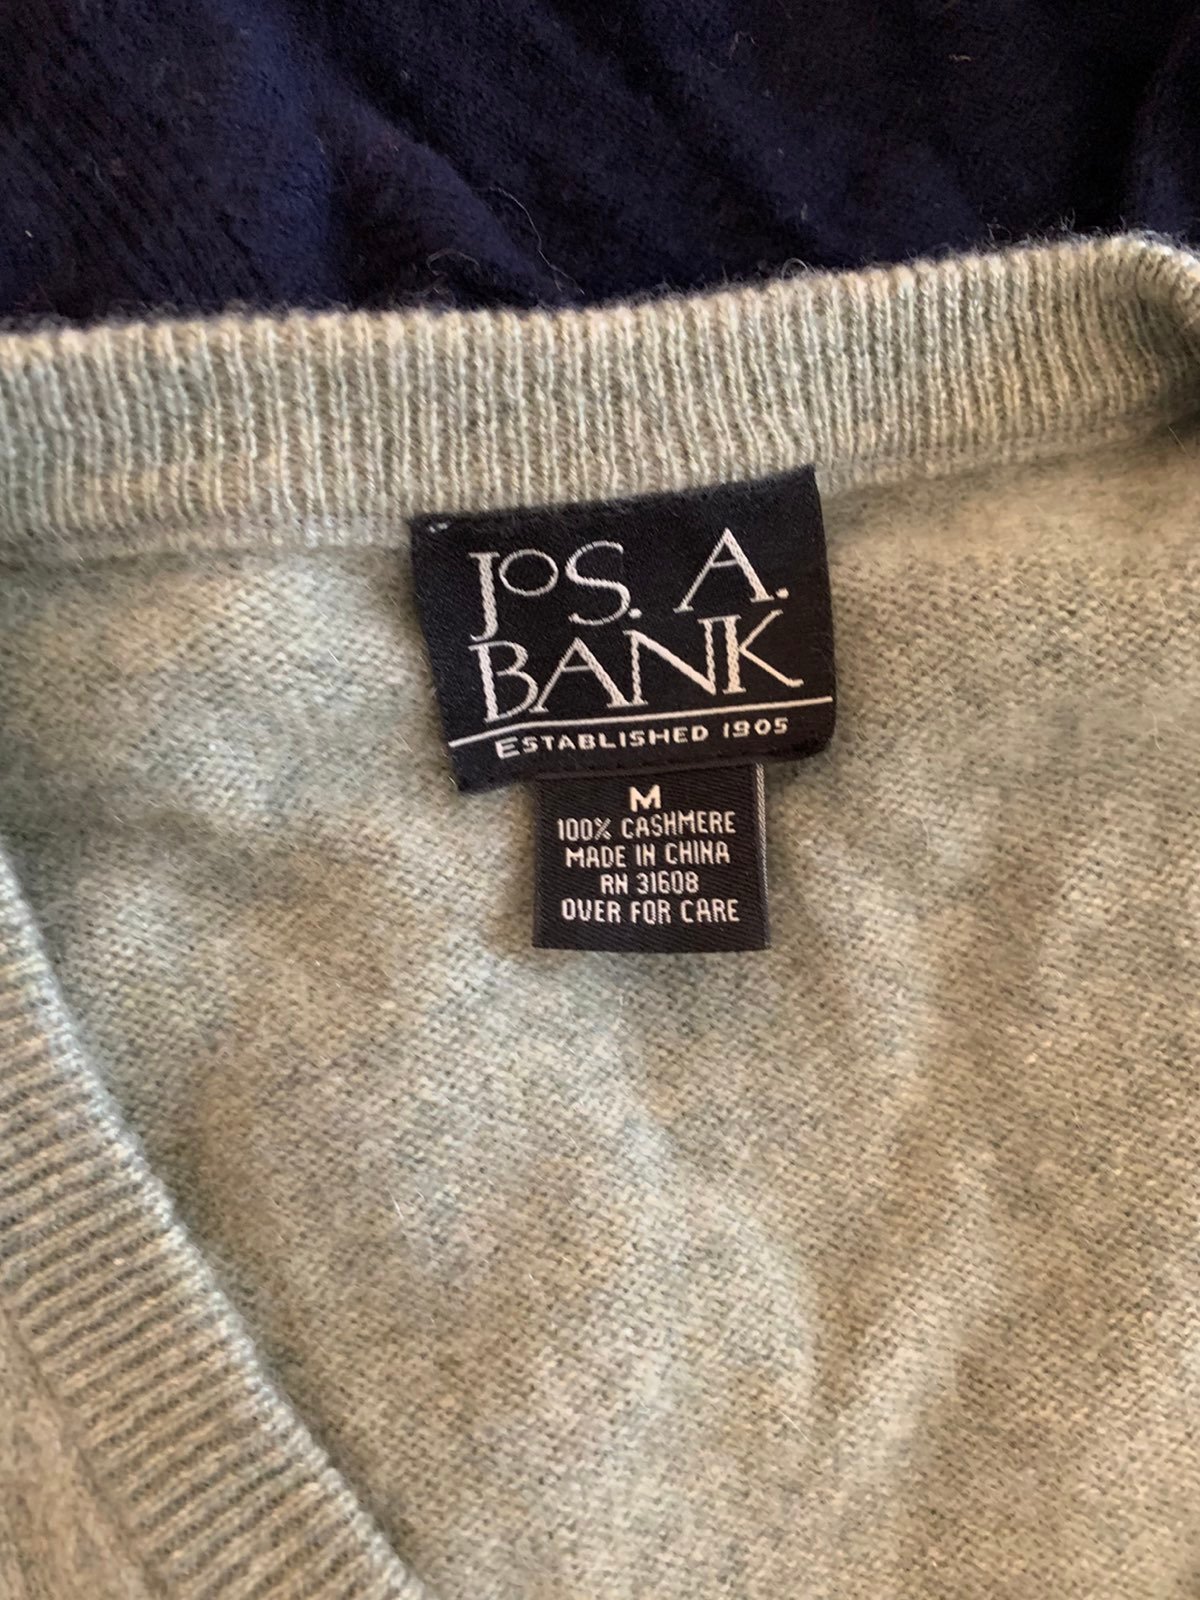 JOS. A.
BANK
ESTABLISHED 1905
M
100% CASHMERE
MADE IN CHINA
RN 31608
OVER FOR CARE